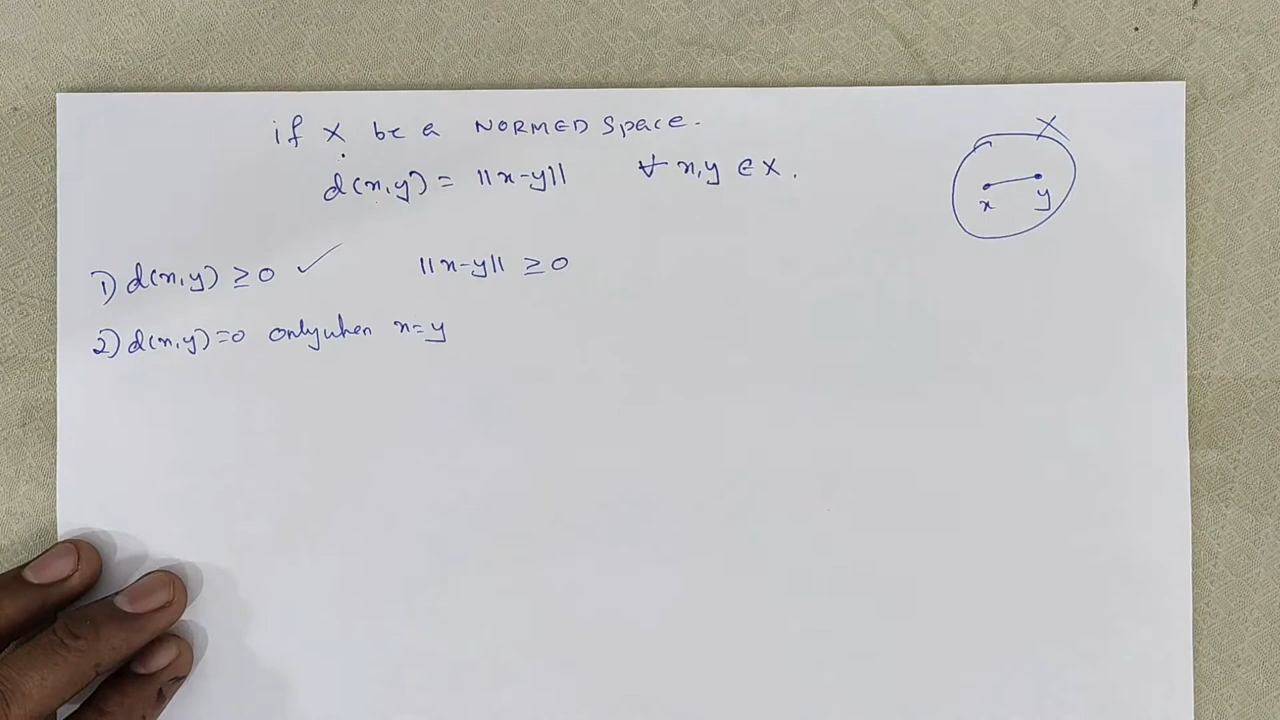 if X be a NORMED Space.
d(x,y) = ||x-y|| ∀ x,y ∈ X.
X
x y
1) d(x,y) ≥ 0 ✓ ||x-y|| ≥ 0
2) d(x,y)=0 only when x=y